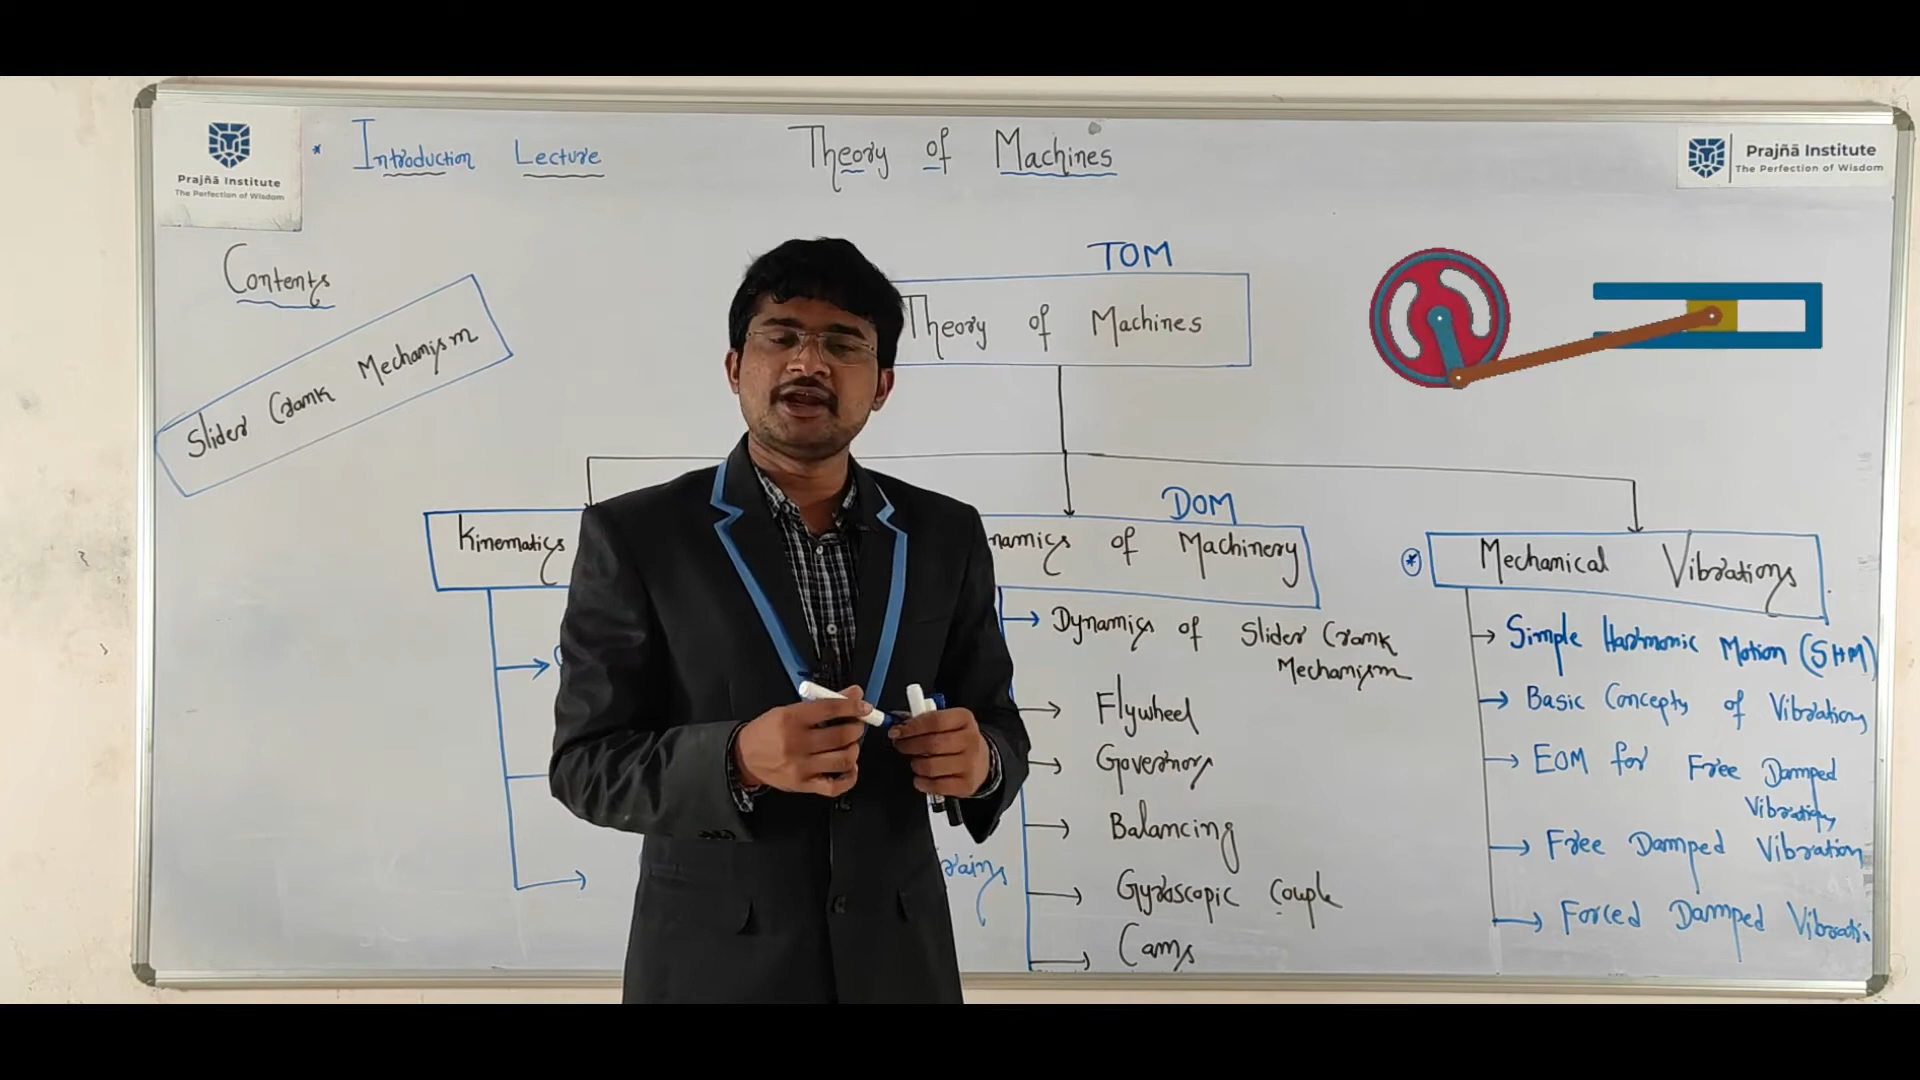 Prajñā Institute
The Perfection of Wisdom
* Introduction Lecture
Theory of Machines
Prajñā Institute
The Perfection of Wisdom
Contents
Slider Crank Mechanism
TOM
Theory of Machines
Kinematics
DOM
namics of Machinery
* Mechanical Vibrations
Dynamics of Slider Crank
Mechanism
Flywheel
Governors
Balancing
Gyroscopic Couple
Cams
rains
Simple Harmonic Motion (SHM)
Basic Concepts of Vibrations
EOM for Free Damped
Vibrations
Free Damped Vibration
Forced Damped Vibrati